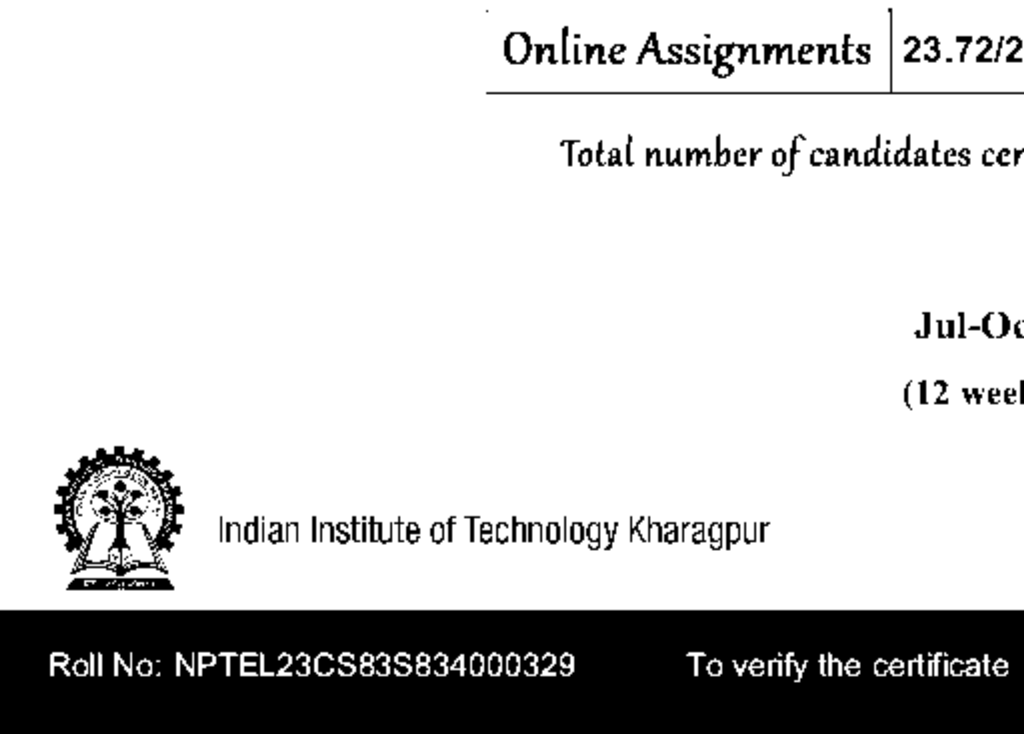 Online Assignments 23.72/2
Total number of candidates cer
Jul-Oc
(12 week
Indian Institute of Technology Kharagpur
Roll No: NPTEL23CS83S834000329 To verify the certificate